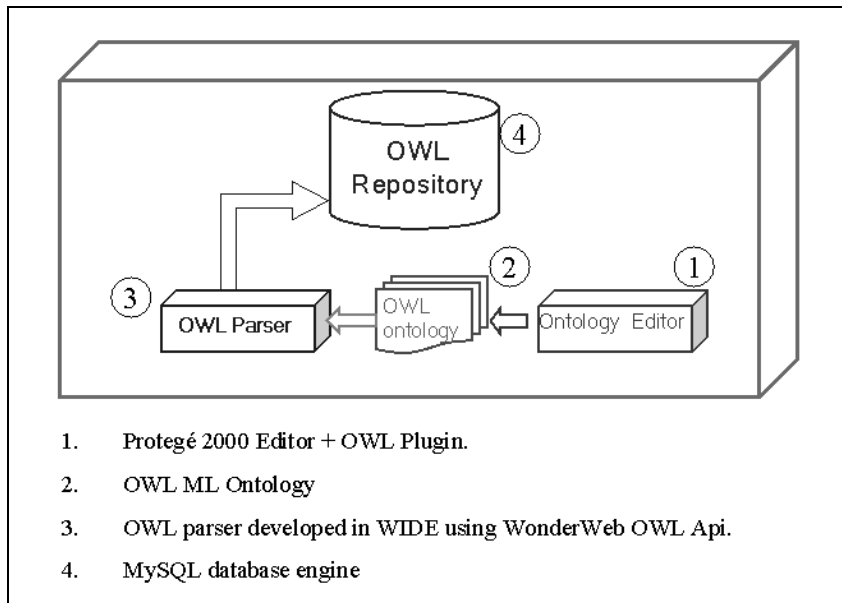 4
OWL
Repository
2
1
3
OWL
ontology
Ontology Editor
OWL Parser
1. Protegé 2000 Editor + OWL Plugin.
2. OWL ML Ontology
3. OWL parser developed in WIDE using WonderWeb OWL Api.
4. MySQL database engine